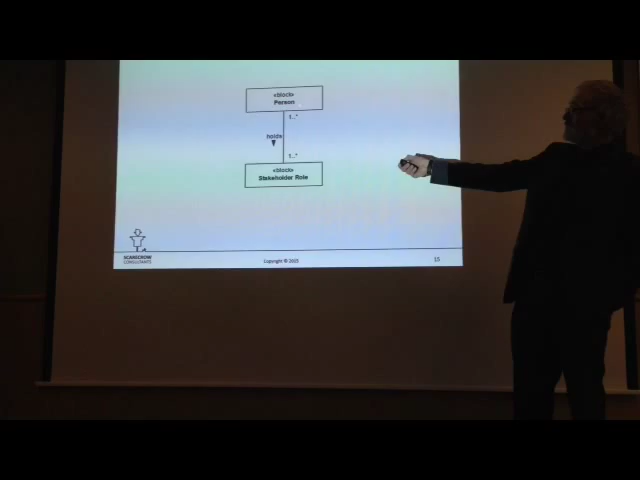 «block»
Person
1..*
holds
1..*
«block»
Stakeholder Role
SCARECROW
CONSULTANTS
Copyright © 2015
15